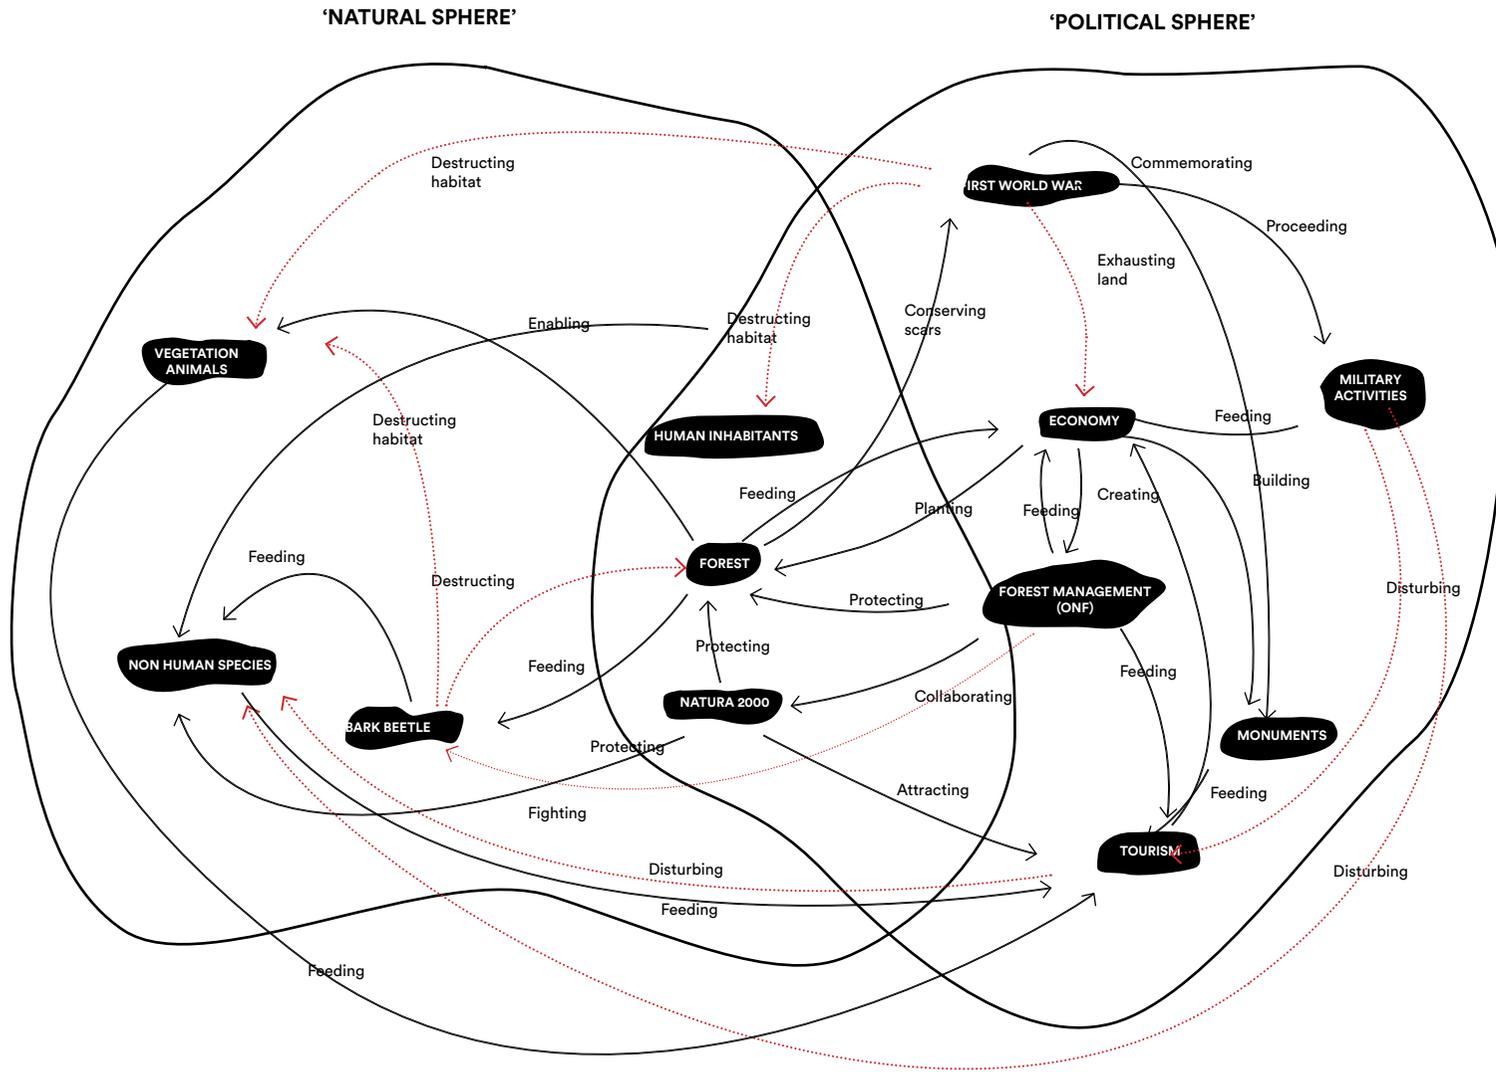 ‘NATURAL SPHERE’
‘POLITICAL SPHERE’
Destructing
habitat
Commemorating
IRST WORLD WAR
Proceeding
Exhausting
land
Enabling
Destructing
habitat
Conserving
scars
VEGETATION
ANIMALS
MILITARY
ACTIVITIES
Destructing
habitat
HUMAN INHABITANTS
ECONOMY
Feeding
Feeding
Planting
Feeding
Creating
Building
Feeding
Destructing
FOREST
Protecting
FOREST MANAGEMENT
(ONF)
Disturbing
NON HUMAN SPECIES
Feeding
Protecting
Feeding
BARK BEETLE
NATURA 2000
Collaborating
MONUMENTS
Protecting
Attracting
Feeding
Fighting
TOURISM
Disturbing
Disturbing
Feeding
Feeding